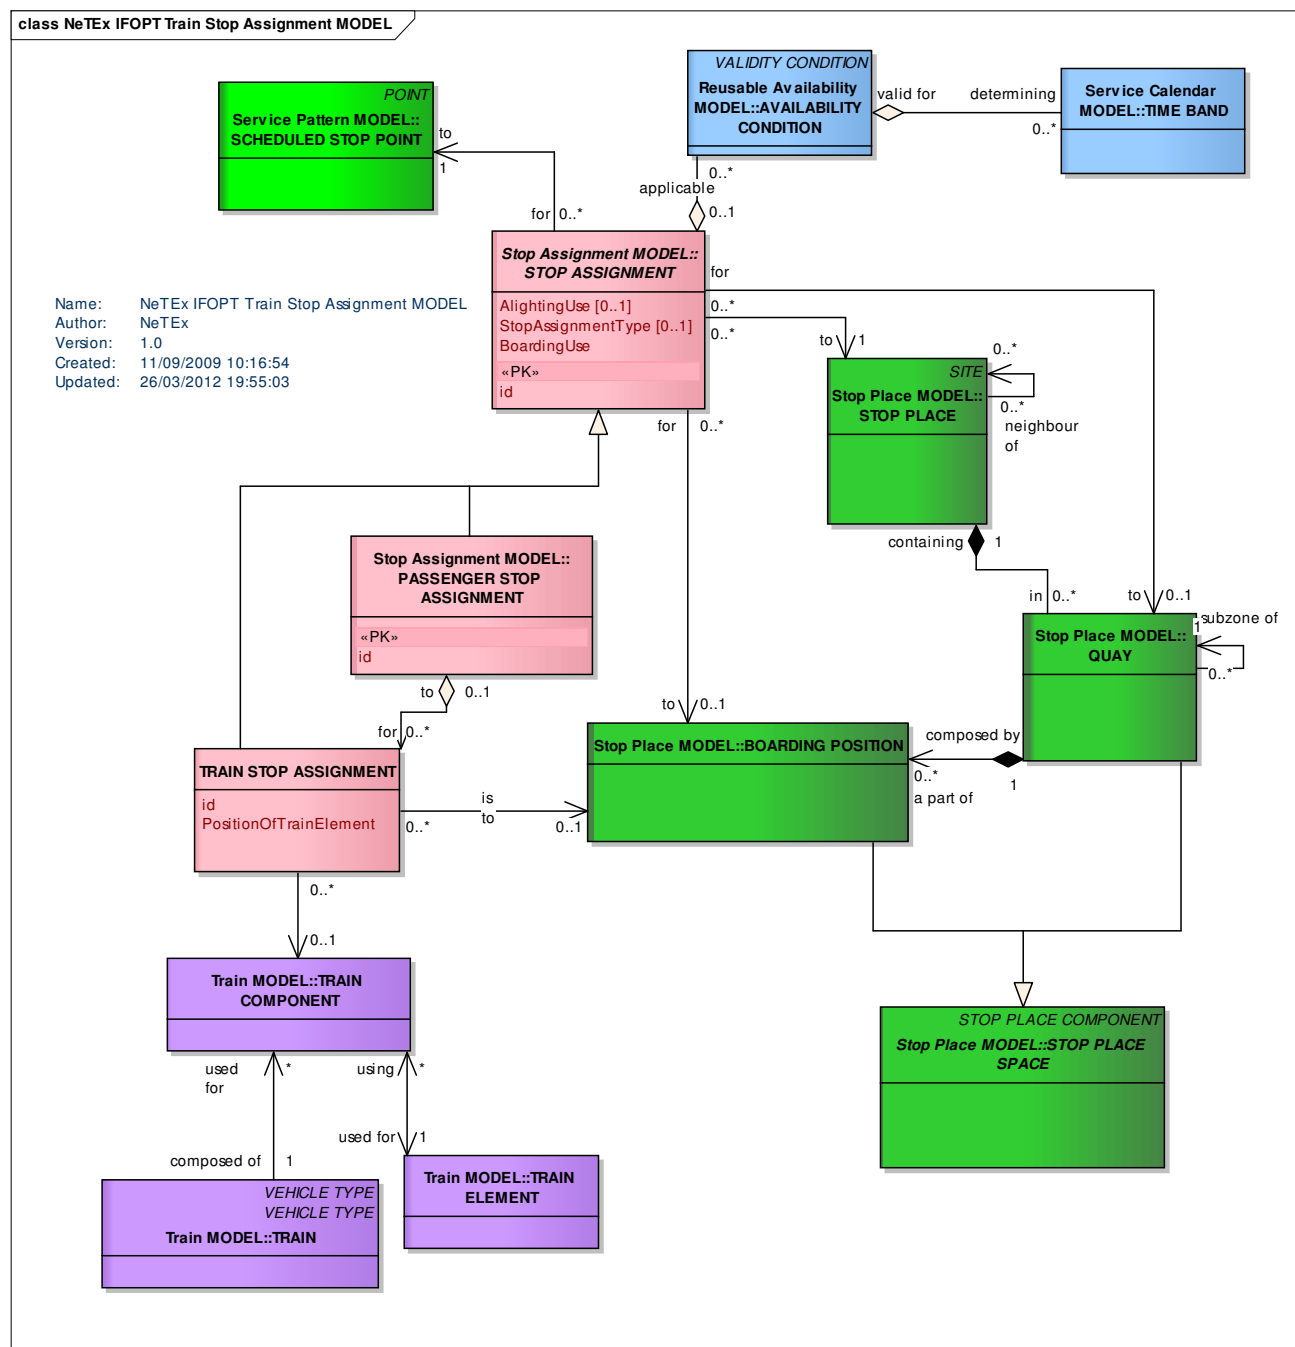 class NeTEx IFOPT Train Stop Assignment MODEL
VALIDITY CONDITION
Reusable Availability
MODEL::AVAILABILITY
CONDITION
valid for
determining
0..*
Service Calendar
MODEL::TIME BAND
POINT
Service Pattern MODEL::
SCHEDULED STOP POINT
to
1
for
0..*
0..*
applicable
0..1
Stop Assignment MODEL::
STOP ASSIGNMENT
AlightingUse [0..1]
StopAssignmentType [0..1]
BoardingUse
«PK»
id
for
0..*
0..*
Name: NeTEx IFOPT Train Stop Assignment MODEL
Author: NeTEx
Version: 1.0
Created: 11/09/2009 10:16:54
Updated: 26/03/2012 19:55:03
to
1
0..*
0..*
neighbour
of
SITE
Stop Place MODEL::
STOP PLACE
for
0..*
containing
1
in
0..*
to
0..1
Stop Assignment MODEL::
PASSENGER STOP
ASSIGNMENT
«PK»
id
to
0..1
for
0..*
1
subzone of
0..*
Stop Place MODEL::
QUAY
to
0..1
Stop Place MODEL::BOARDING POSITION
composed by
0..*
1
a part of
TRAIN STOP ASSIGNMENT
id
PositionOfTrainElement
0..*
is
to
0..1
0..*
0..1
Train MODEL::TRAIN
COMPONENT
STOP PLACE COMPONENT
Stop Place MODEL::STOP PLACE
SPACE
used
for
*
using
*
used for
1
composed of
1
VEHICLE TYPE
VEHICLE TYPE
Train MODEL::TRAIN
Train MODEL::TRAIN
ELEMENT